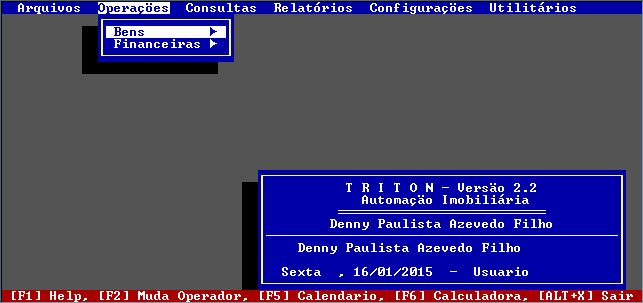 Arquivos Operações Consultas Relatórios Configurações Utilitários
Bens
Financeiras
T R I T O N - Versão 2.2
Automação Imobiliária
Denny Paulista Azevedo Filho
Denny Paulista Azevedo Filho
Sexta , 16/01/2015 - Usuario
[F1] Help, [F2] Muda Operador, [F5] Calendario, [F6] Calculadora, [ALT+X] Sair